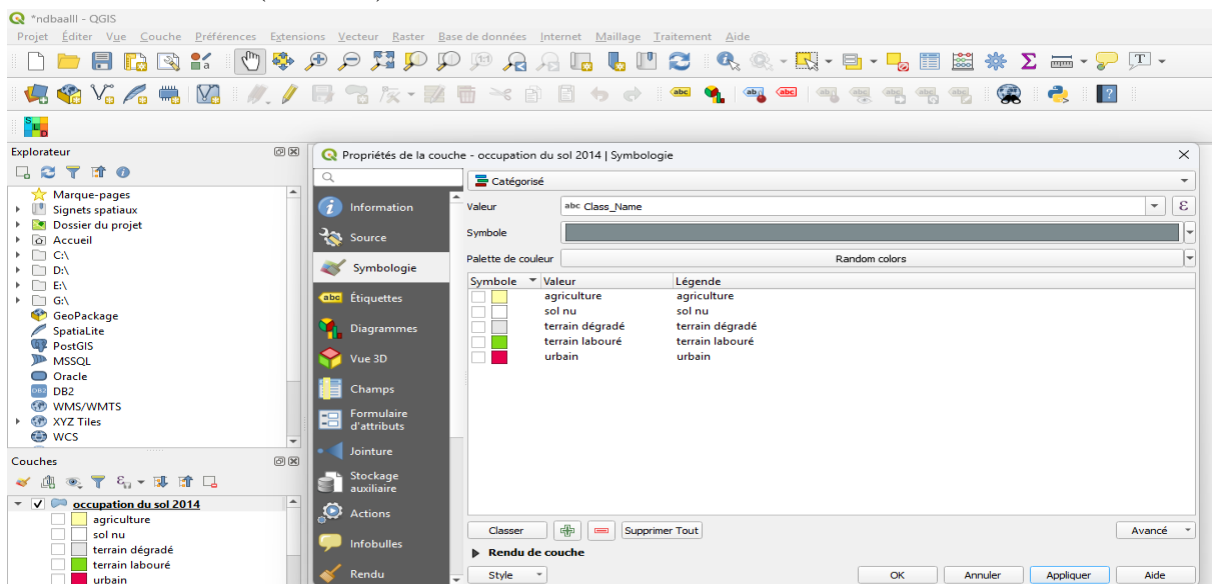 *ndbaalll - QGIS
Projet Éditer Vue Couche Préférences Extensions Vecteur Raster Base de données Internet Maillage Traitement Aide
Explorateur
Marque-pages
Signets spatiaux
Dossier du projet
Accueil
C:\
D:\
E:\
G:\
GeoPackage
SpatiaLite
PostGIS
MSSQL
Oracle
DB2
WMS/WMTS
XYZ Tiles
WCS
Couches
occupation du sol 2014
agriculture
sol nu
terrain dégradé
terrain labouré
urbain
Propriétés de la couche - occupation du sol 2014 | Symbologie
Information
Source
Symbologie
Étiquettes
Diagrammes
Vue 3D
Champs
Formulaire
d'attributs
Jointure
Stockage
auxiliaire
Actions
Infobulles
Rendu
Catégorisé
Valeur abc Class_Name ε
Symbole
Palette de couleur Random colors
Symbole Valeur Légende
agriculture agriculture
sol nu sol nu
terrain dégradé terrain dégradé
terrain labouré terrain labouré
urbain urbain
Classer Supprimer Tout Avancé
Rendu de couche
Style OK Annuler Appliquer Aide